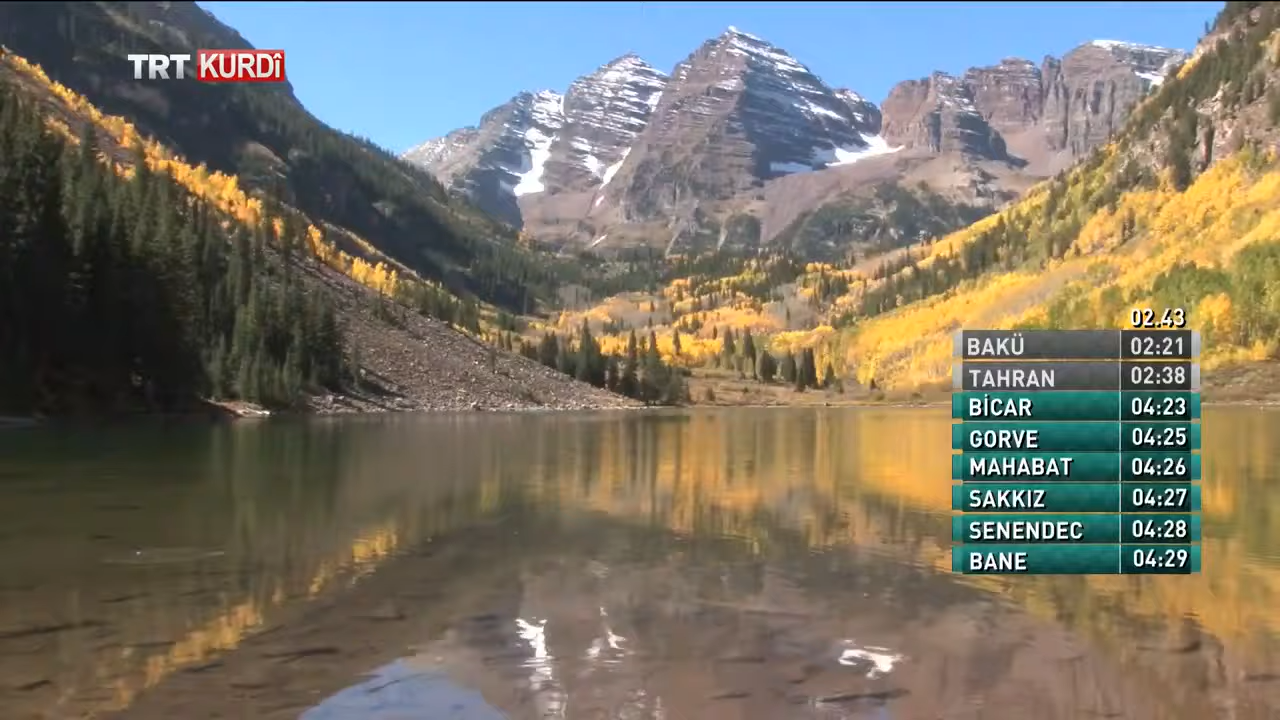 TRT KURDÎ
02.43
BAKÜ 02:21
TAHRAN 02:38
BİCAR 04:23
GORVE 04:25
MAHABAT 04:26
SAKKIZ 04:27
SENENDEC 04:28
BANE 04:29